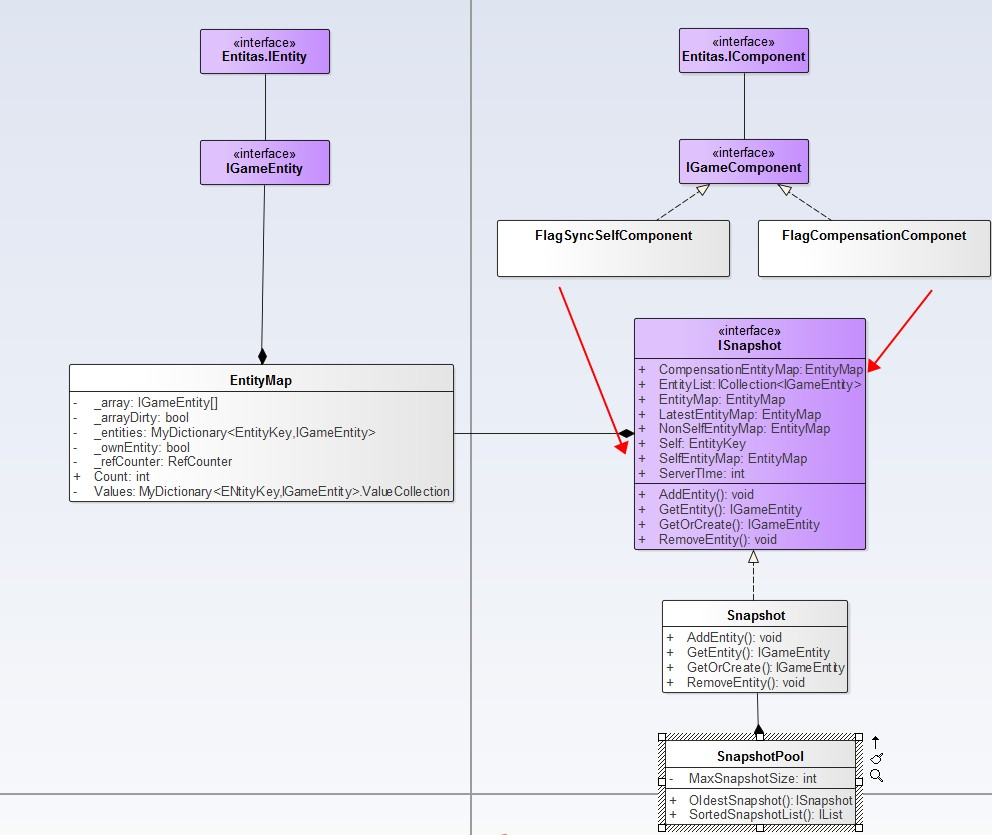 «interface»
Entitas.IEntity
«interface»
IGameEntity
«interface»
Entitas.IComponent
«interface»
IGameComponent
FlagSyncSelfComponent
FlagCompensationComponet
EntityMap
- _array: IGameEntity[]
- _arrayDirty: bool
- _entities: MyDictionary<EntityKey,IGameEntity>
- _ownEntity: bool
- _refCounter: RefCounter
+ Count: int
- Values: MyDictionary<ENtityKey,IGameEntity>.ValueCollection
«interface»
ISnapshot
+ CompensationEntityMap: EntityMap
+ EntityList: ICollection<IGameEntity>
+ EntityMap: EntityMap
+ LatestEntityMap: EntityMap
+ NonSelfEntityMap: EntityMap
+ Self: EntityKey
+ SelfEntityMap: EntityMap
+ ServerTIme: int
+ AddEntity(): void
+ GetEntity(): IGameEntity
+ GetOrCreate(): IGameEntity
+ RemoveEntity(): void
Snapshot
+ AddEntity(): void
+ GetEntity(): IGameEntity
+ GetOrCreate(): IGameEntity
+ RemoveEntity(): void
SnapshotPool
- MaxSnapshotSize: int
+ OldestSnapshot(): ISnapshot
+ SortedSnapshotList(): IList